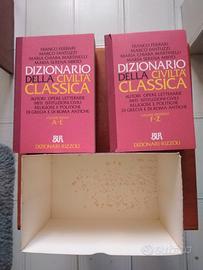 FRANCO FERRARI
MARCO FANTUZZI
MARIA CHIARA MARTINELLI
MARIA SERENA MIRTO
DIZIONARIO
DELLA CIVILTÀ
CLASSICA
AUTORI, OPERE LETTERARIE
MITI, ISTITUZIONI CIVILI
RELIGIOSE E POLITICHE
DI GRECIA E DI ROMA ANTICHE
A-E
BUR
DIZIONARI RIZZOLI
FRANCO FERRARI
MARCO FANTUZZI
MARIA CHIARA MARTINELLI
MARIA SERENA MIRTO
DIZIONARIO
DELLA CIVILTÀ
CLASSICA
AUTORI, OPERE LETTERARIE
MITI, ISTITUZIONI CIVILI
RELIGIOSE E POLITICHE
DI GRECIA E DI ROMA ANTICHE
F-Z
BUR
DIZIONARI RIZZOLI
subito.it